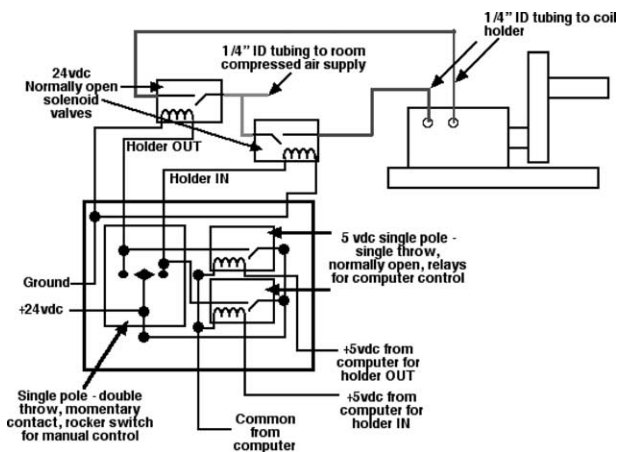 1/4” ID tubing to coil
holder
1/4” ID tubing to room
compressed air supply
24vdc
Normally open
solenoid
valves
Holder OUT
Holder IN
5 vdc single pole -
single throw,
normally open, relays
for computer control
Ground
+24vdc
+5vdc from
computer for
holder OUT
Single pole - double
throw, momentary
contact, rocker switch
for manual control
Common
from
computer
+5vdc from
computer for
holder IN